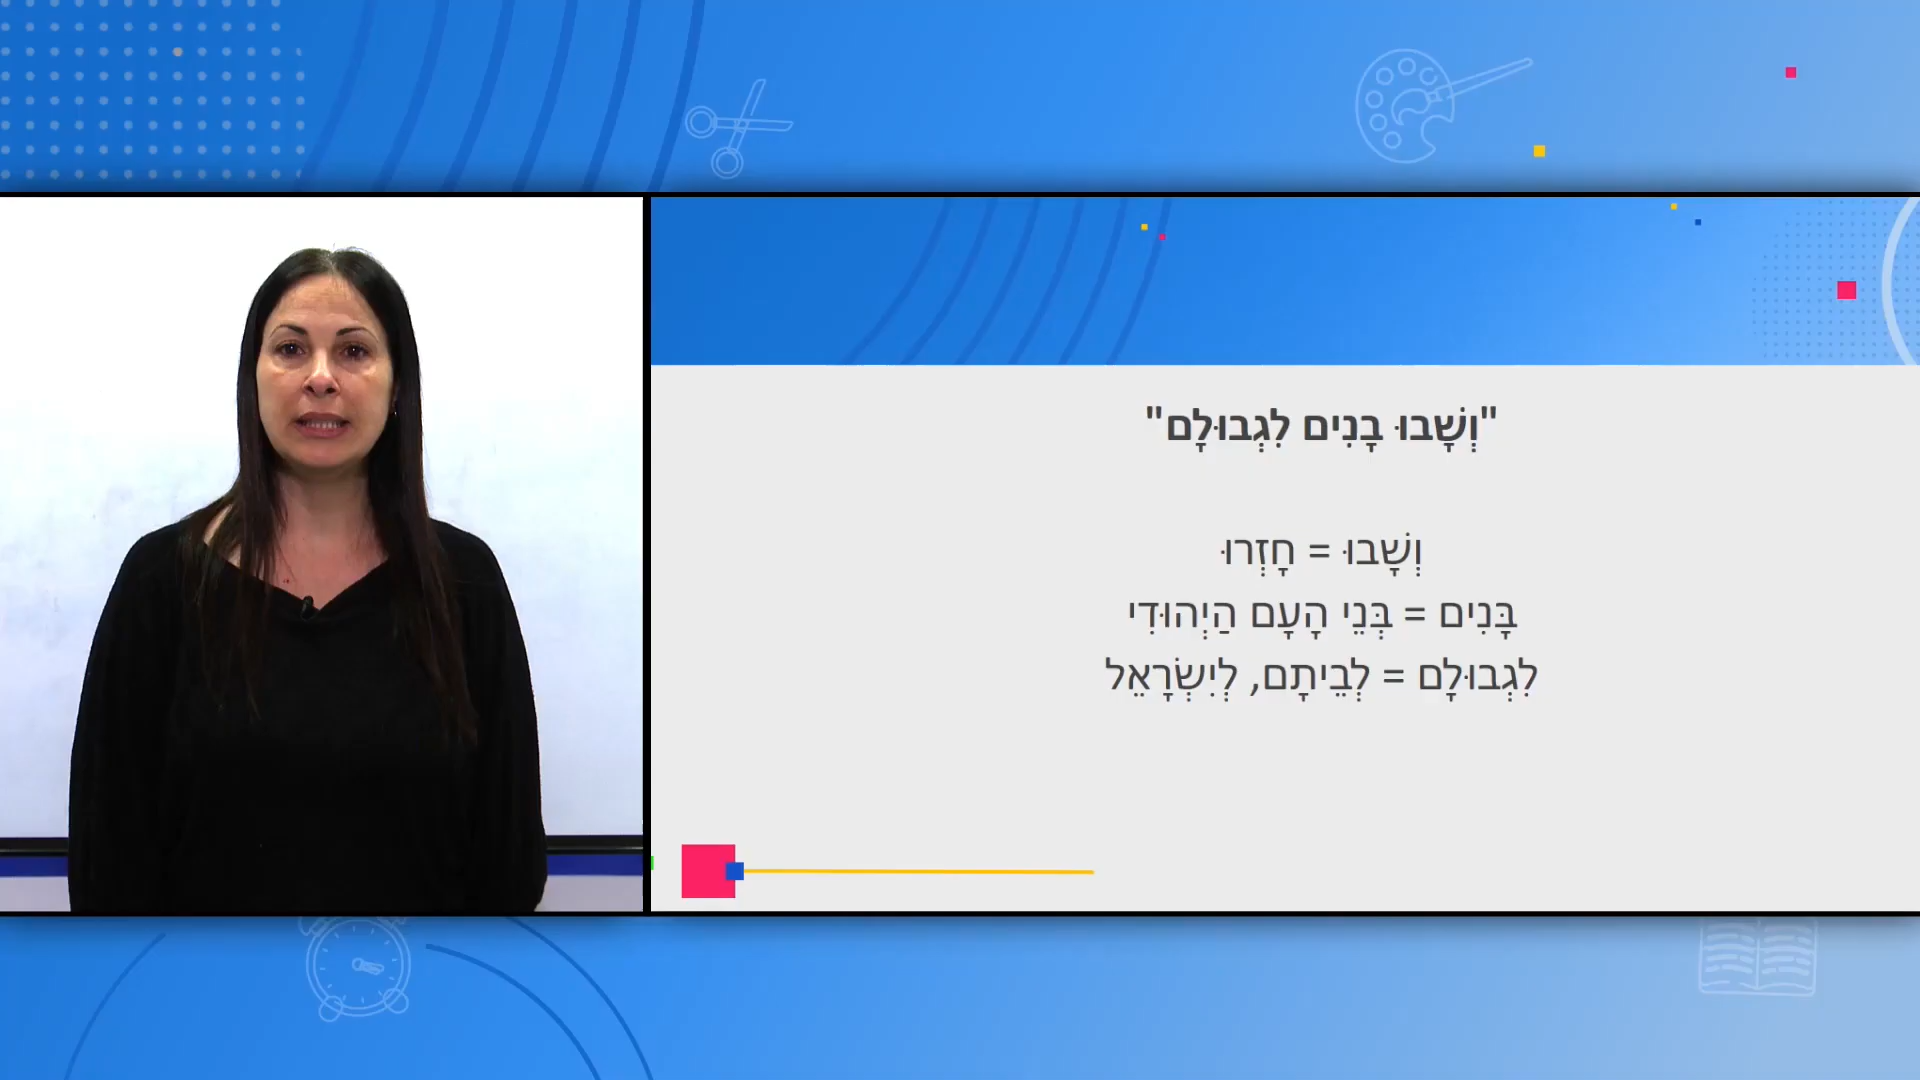 "וְשָׁבוּ בָנִים לִגְבוּלָם"
וְשָׁבוּ = חָזְרוּ
בָּנִים = בְּנֵי הָעָם הַיְהוּדִי
לִגְבוּלָם = לְבֵיתָם, לְיִשְׂרָאֵל